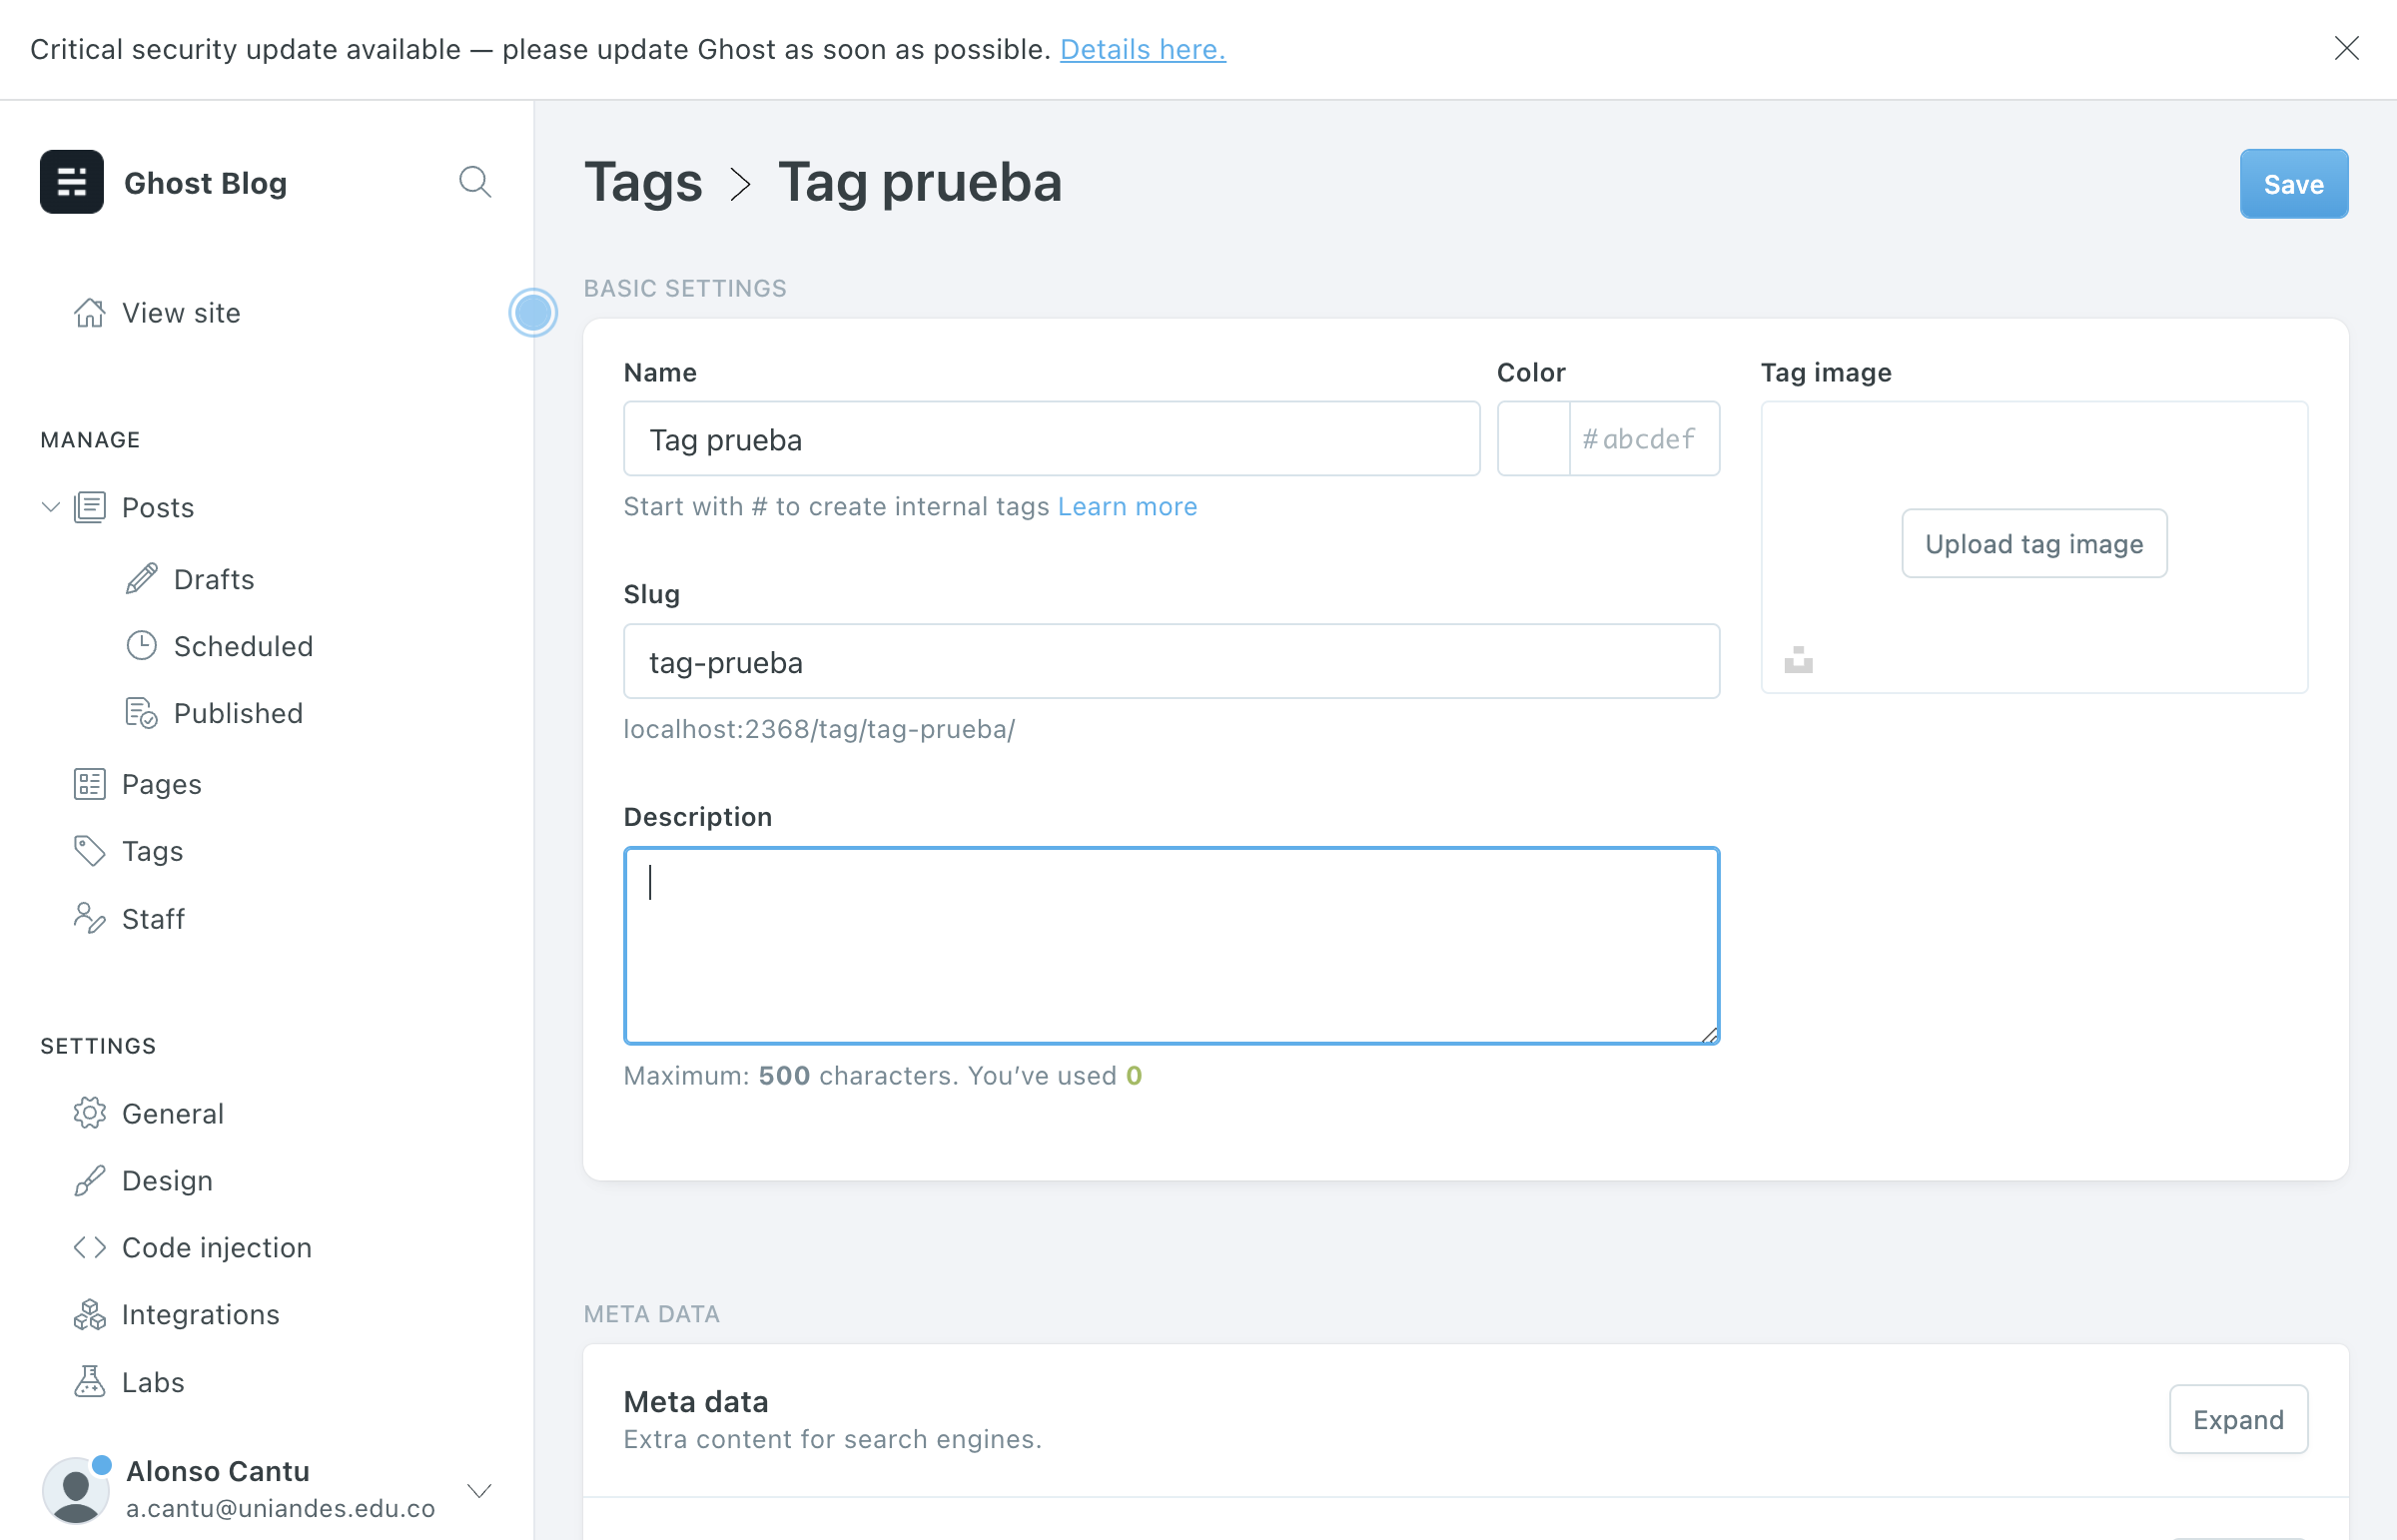 Critical security update available — please update Ghost as soon as possible. Details here.
Ghost Blog
View site
MANAGE
Posts
Drafts
Scheduled
Published
Pages
Tags
Staff
SETTINGS
General
Design
Code injection
Integrations
Labs
Alonso Cantu
a.cantu@uniandes.edu.co
Tags > Tag prueba
Save
BASIC SETTINGS
Name
Tag prueba
Start with # to create internal tags Learn more
Color
#abcdef
Tag image
Upload tag image
Slug
tag-prueba
localhost:2368/tag/tag-prueba/
Description
Maximum: 500 characters. You’ve used 0
META DATA
Meta data
Extra content for search engines.
Expand